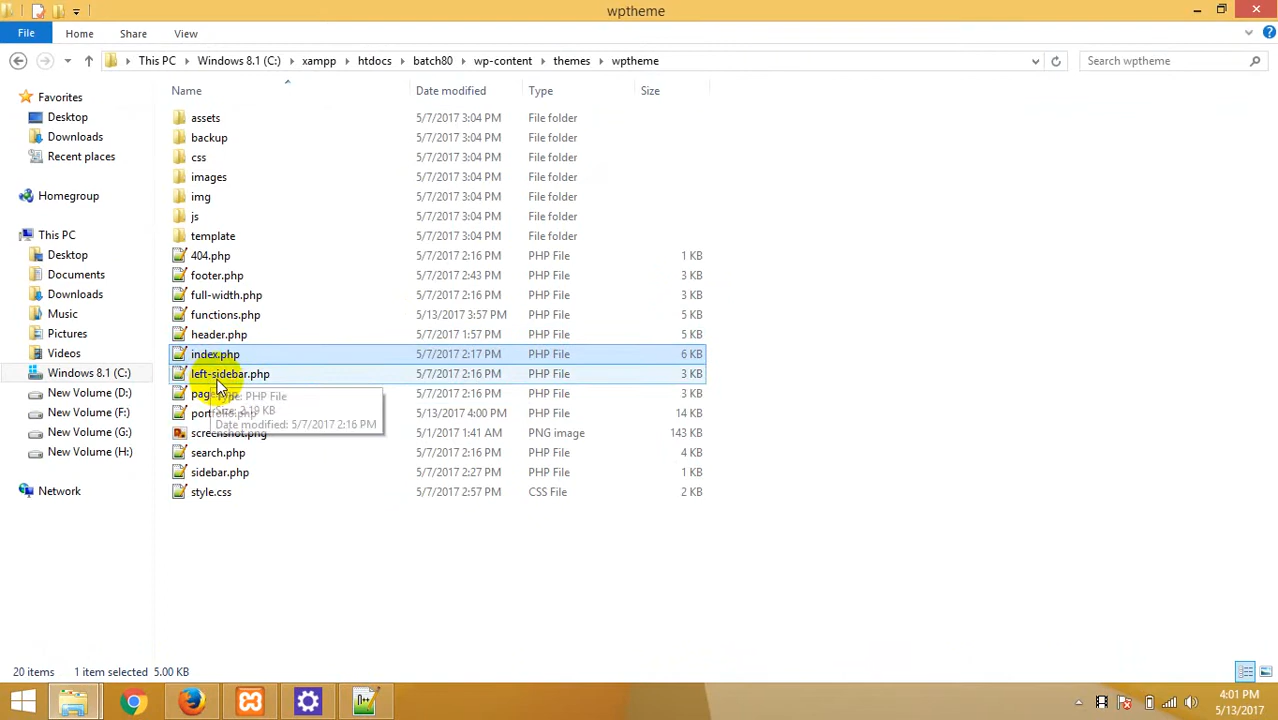 wptheme
File Home Share View
This PC Windows 8.1 (C:) xampp htdocs batch80 wp-content themes wptheme Search wptheme
Name Date modified Type Size
Favorites
Desktop
Downloads
Recent places
Homegroup
This PC
Desktop
Documents
Downloads
Music
Pictures
Videos
Windows 8.1 (C:)
New Volume (D:)
New Volume (F:)
New Volume (G:)
New Volume (H:)
Network
assets 5/7/2017 3:04 PM File folder
backup 5/7/2017 3:04 PM File folder
css 5/7/2017 3:04 PM File folder
images 5/7/2017 3:04 PM File folder
img 5/7/2017 3:04 PM File folder
js 5/7/2017 3:04 PM File folder
template 5/7/2017 3:04 PM File folder
404.php 5/7/2017 2:16 PM PHP File 1 KB
footer.php 5/7/2017 2:43 PM PHP File 3 KB
full-width.php 5/7/2017 2:16 PM PHP File 3 KB
functions.php 5/13/2017 3:57 PM PHP File 5 KB
header.php 5/7/2017 1:57 PM PHP File 5 KB
index.php 5/7/2017 2:17 PM PHP File 6 KB
left-sidebar.php 5/7/2017 2:16 PM PHP File 3 KB
5/7/2017 2:16 PM PHP File 3 KB
portfolio.php 5/13/2017 4:00 PM PHP File 14 KB
screenshot.png 5/1/2017 1:41 AM PNG image 143 KB
search.php 5/7/2017 2:16 PM PHP File 4 KB
sidebar.php 5/7/2017 2:27 PM PHP File 1 KB
style.css 5/7/2017 2:57 PM CSS File 2 KB
Type: PHP File
Size: 2.19 KB
Date modified: 5/7/2017 2:16 PM
20 items 1 item selected 5.00 KB
4:01 PM
5/13/2017